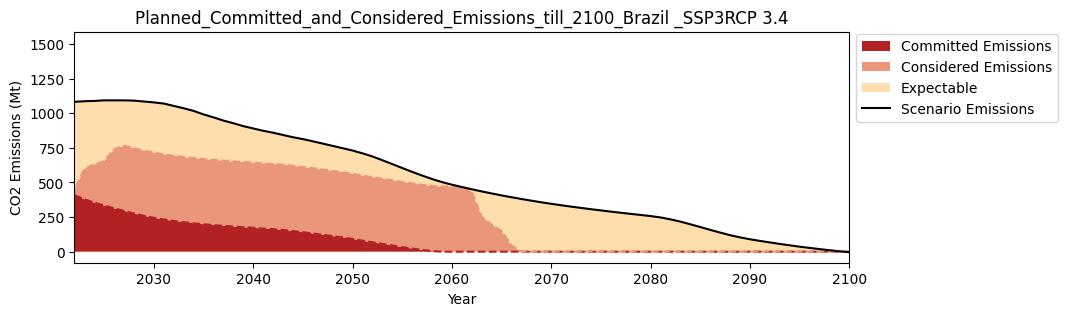 Planned_Committed_and_Considered_Emissions_till_2100_Brazil _SSP3RCP 3.4
1500
1250
1000
750
500
250
0
CO2 Emissions (Mt)
2030 2040 2050 2060 2070 2080 2090 2100
Year
Committed Emissions
Considered Emissions
Expectable
Scenario Emissions